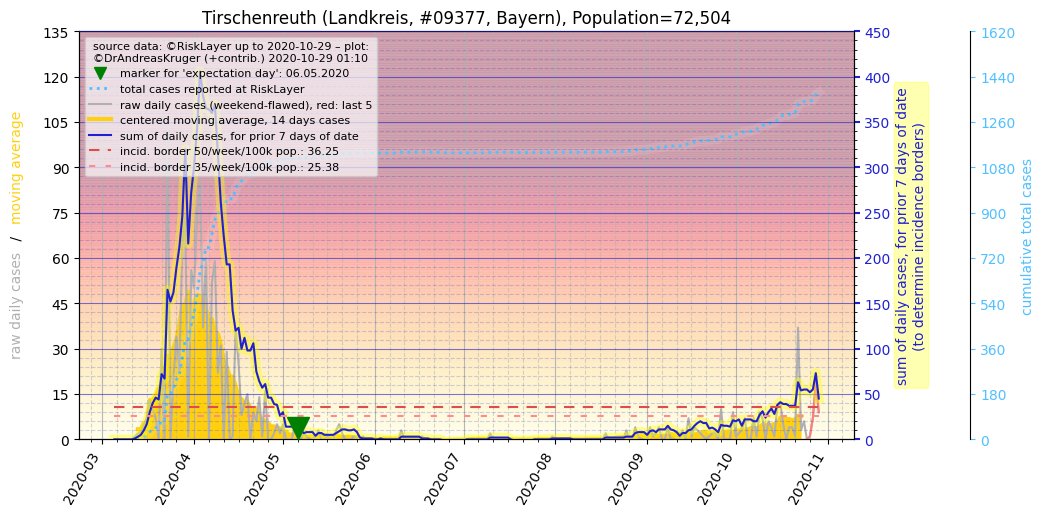 Tirschenreuth (Landkreis, #09377, Bayern), Population=72,504
source data: ©RiskLayer up to 2020-10-29 – plot:
©DrAndreasKruger (+contrib.) 2020-10-29 01:10
marker for 'expectation day': 06.05.2020
total cases reported at RiskLayer
raw daily cases (weekend-flawed), red: last 5
centered moving average, 14 days cases
sum of daily cases, for prior 7 days of date
incid. border 50/week/100k pop.: 36.25
incid. border 35/week/100k pop.: 25.38
raw daily cases / moving average
135
120
105
90
75
60
45
30
15
0
2020-03
2020-04
2020-05
2020-06
2020-07
2020-08
2020-09
2020-10
2020-11
450
400
350
300
250
200
150
100
50
0
sum of daily cases, for prior 7 days of date
(to determine incidence borders)
1620
1440
1260
1080
900
720
540
360
180
0
cumulative total cases